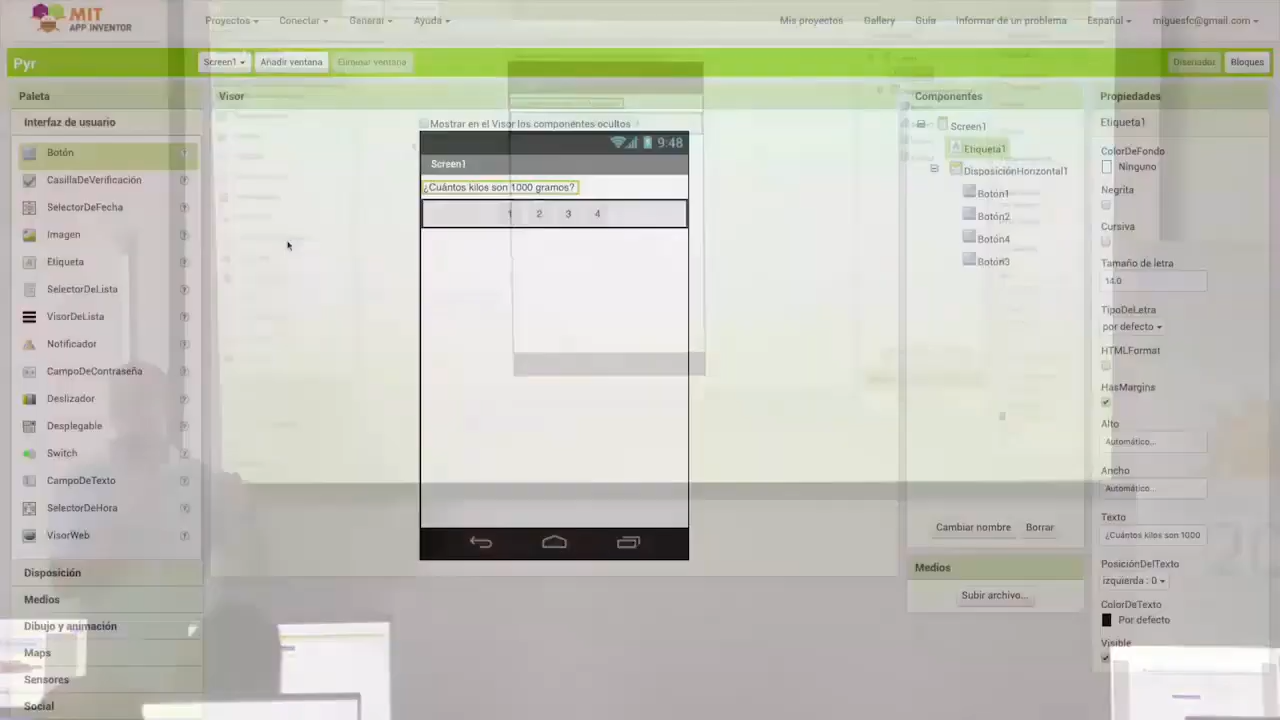 MIT
APP INVENTOR
Proyectos
Conectar
Generar
Ayuda
Mis proyectos
Gallery
Guía
Informar de un problema
Español
miguesfc@gmail.com
Pyr
Screen1
Añadir ventana
Eliminar ventana
Diseñador
Bloques
Paleta
Interfaz de usuario
Botón
CasillaDeVerificación
SelectorDeFecha
Imagen
Etiqueta
SelectorDeLista
VisorDeLista
Notificador
CampoDeContraseña
Deslizador
Desplegable
Switch
CampoDeTexto
SelectorDeHora
VisorWeb
Disposición
Medios
Dibujo y animación
Maps
Sensores
Social
Visor
Mostrar en el Visor los componentes ocultos
9:48
Screen1
¿Cuántos kilos son 1000 gramos?
1 2 3 4
Componentes
Screen1
Etiqueta1
DisposiciónHorizontal1
Botón1
Botón2
Botón4
Botón3
Cambiar nombre
Borrar
Medios
Subir archivo...
Propiedades
Etiqueta1
ColorDeFondo
Ninguno
Negrita
Cursiva
Tamaño de letra
14.0
TipoDeLetra
por defecto
HTMLFormat
HasMargins
Alto
Automático...
Ancho
Automático...
Texto
¿Cuántos kilos son 1000
PosiciónDelTexto
izquierda : 0
ColorDeTexto
Por defecto
Visible